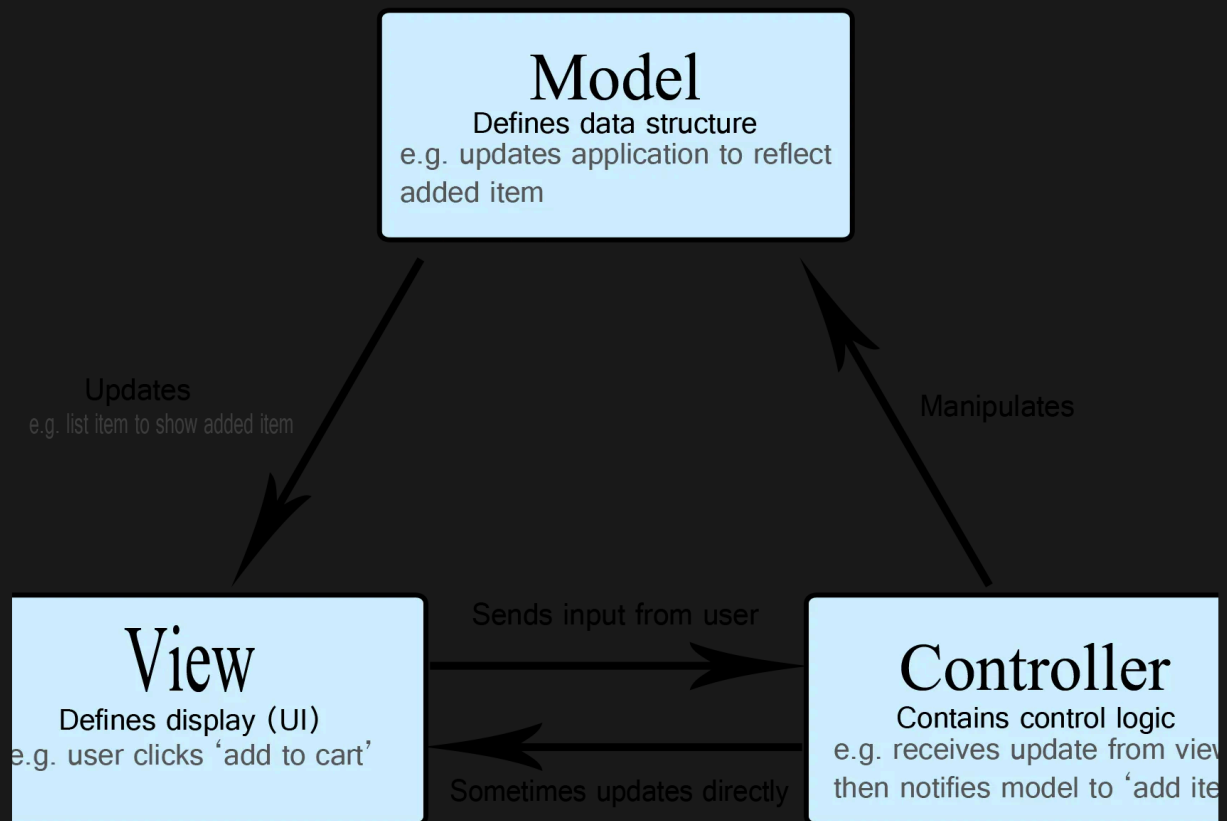 Model
Defines data structure
e.g. updates application to reflect
added item
Updates
e.g. list item to show added item
Manipulates
Sends input from user
View
Defines display (UI)
e.g. user clicks ‘add to cart’
Sometimes updates directly
Controller
Contains control logic
e.g. receives update from view
then notifies model to ‘add ite